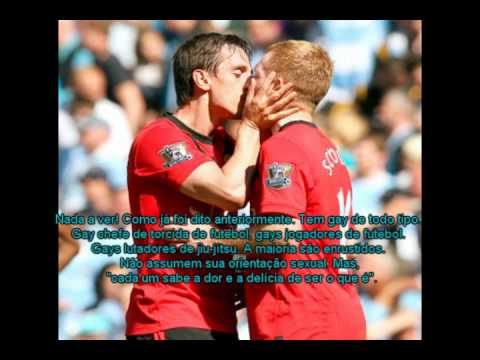 Nada a ver! Como já foi dito anteriormente. Tem gay de todo tipo.
Gay chefe de torcida de futebol, gays jogadores de futebol.
Gays lutadores de jiu-jitsu. A maioria são enrustidos.
Não assumem sua orientação sexual. Mas,
"cada um sabe a dor e a delícia de ser o que é".